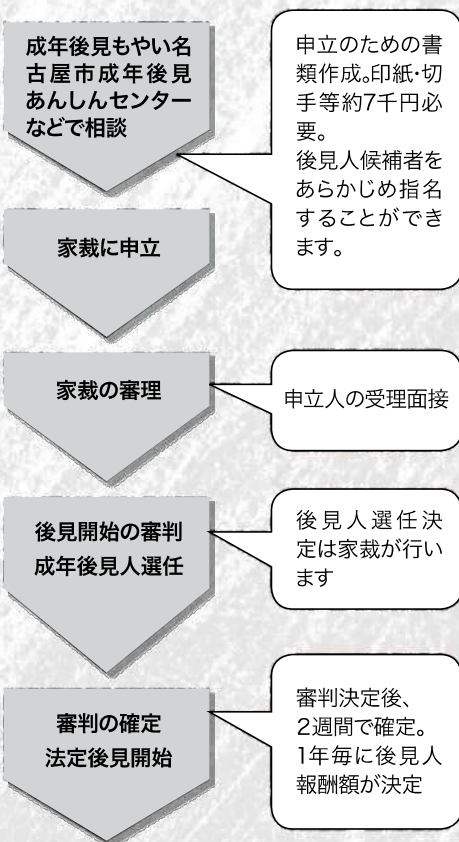 成年後見もやい名
古屋市成年後見
あんしんセンター
などで相談
申立のための書
類作成。印紙・切
手等約7千円必
要。
後見人候補者を
あらかじめ指名
することができ
ます。
家裁に申立
家裁の審理
申立人の受理面接
後見開始の審判
成年後見人選任
後見人選任決
定は家裁が行い
ます
審判の確定
法定後見開始
審判決定後、
2週間で確定。
1年毎に後見人
報酬額が決定